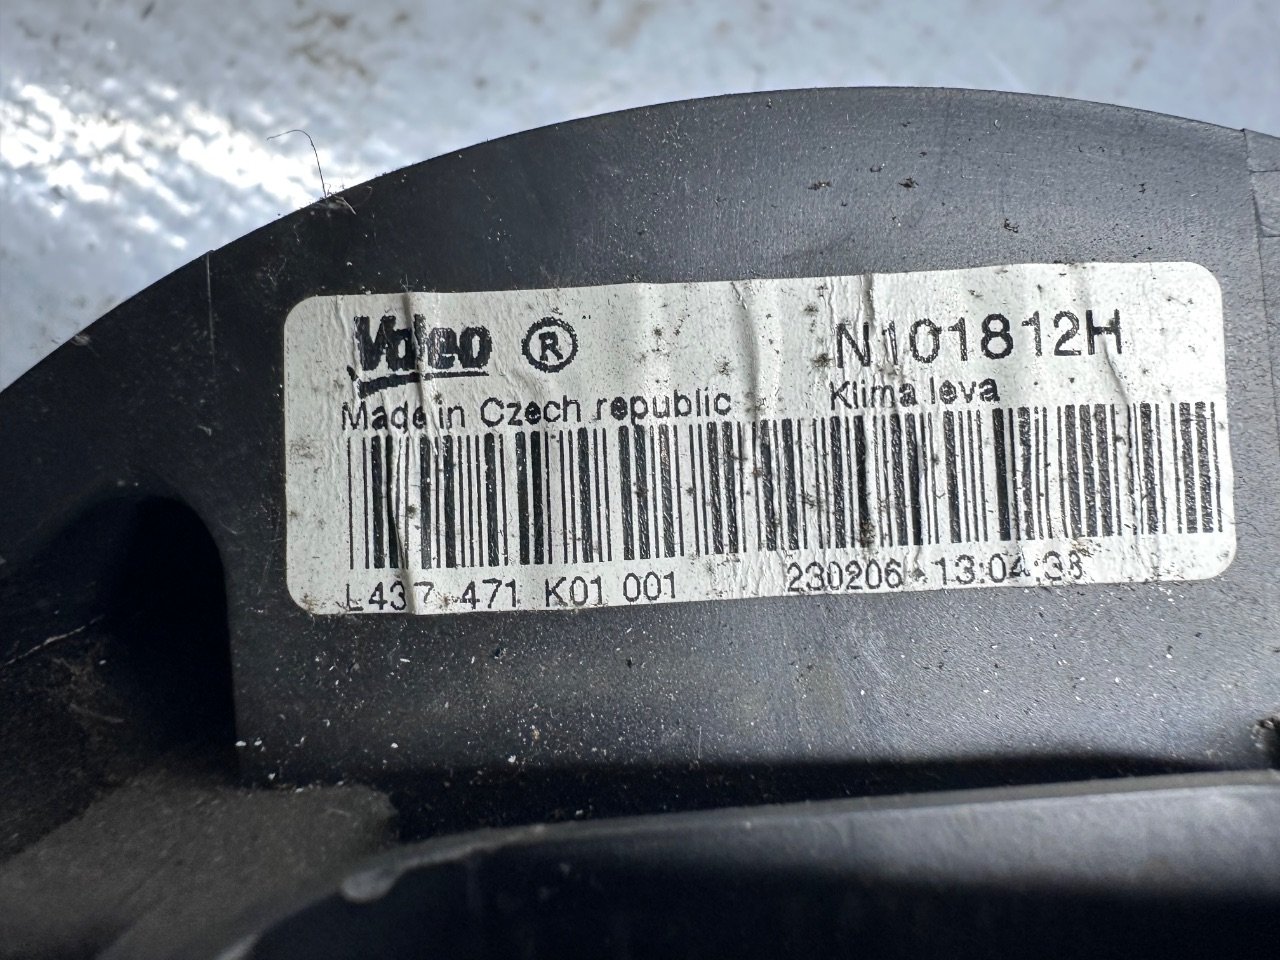 Valeo ® N101812H
Made in Czech republic Klima leva
L437 471 K01 001 230206 13:04:38